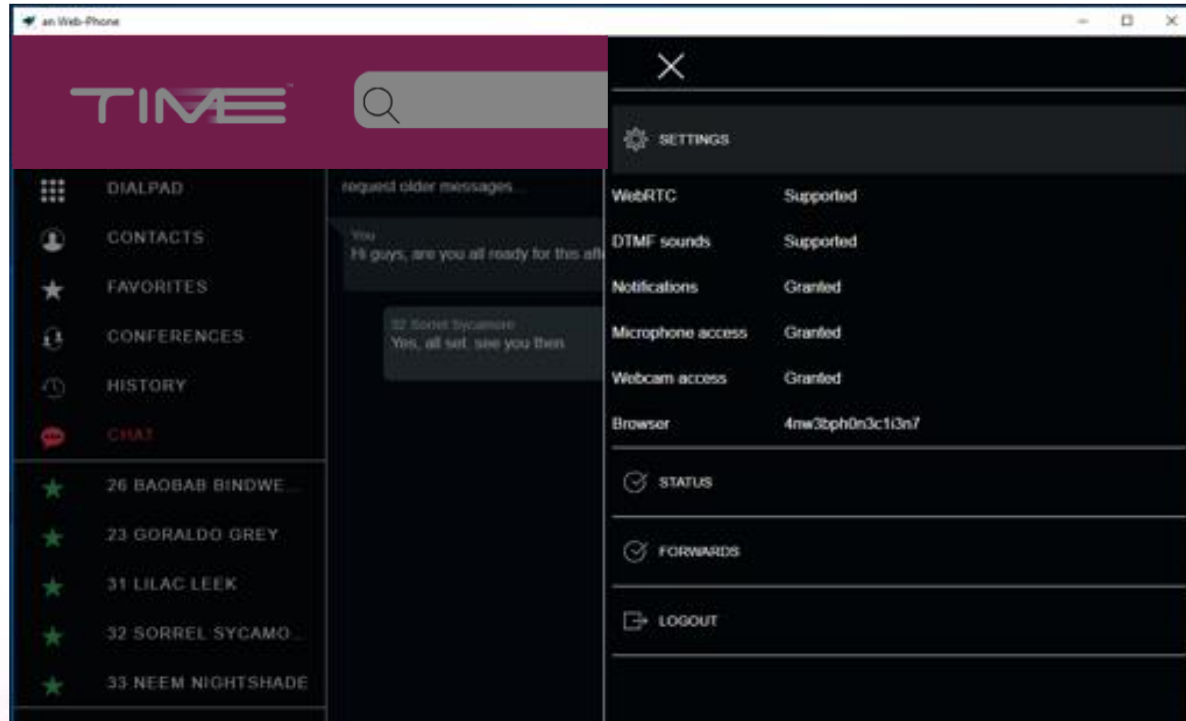 an Web-Phone
TIME
DIALPAD
CONTACTS
FAVORITES
CONFERENCES
HISTORY
CHAT
26 BAOBAB BINDWE...
23 GORALDO GREY
31 LILAC LEEK
32 SORREL SYCAMO...
33 NEEM NIGHTSHADE
request older messages...
You
Hi guys, are you all ready for this afte
32 Sorrel Sycamore
Yes, all set, see you then
SETTINGS
WebRTC Supported
DTMF sounds Supported
Notifications Granted
Microphone access Granted
Webcam access Granted
Browser 4nw3bph0n3c1i3n7
STATUS
FORWARDS
LOGOUT